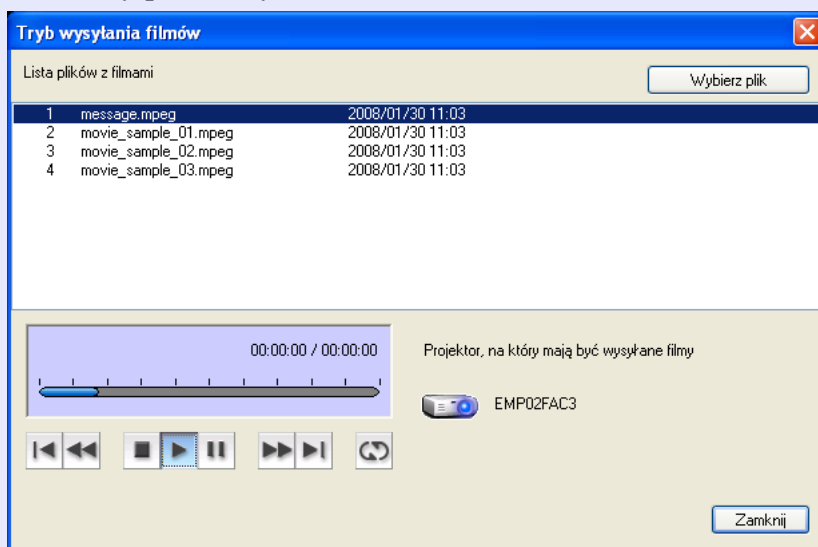 Tryb wysyłania filmów
Lista plików z filmami
Wybierz plik
1 message.mpeg 2008/01/30 11:03
2 movie_sample_01.mpeg 2008/01/30 11:03
3 movie_sample_02.mpeg 2008/01/30 11:03
4 movie_sample_03.mpeg 2008/01/30 11:03
00:00:00 / 00:00:00
Projektor, na który mają być wysyłane filmy
EMP02FAC3
Zamknij